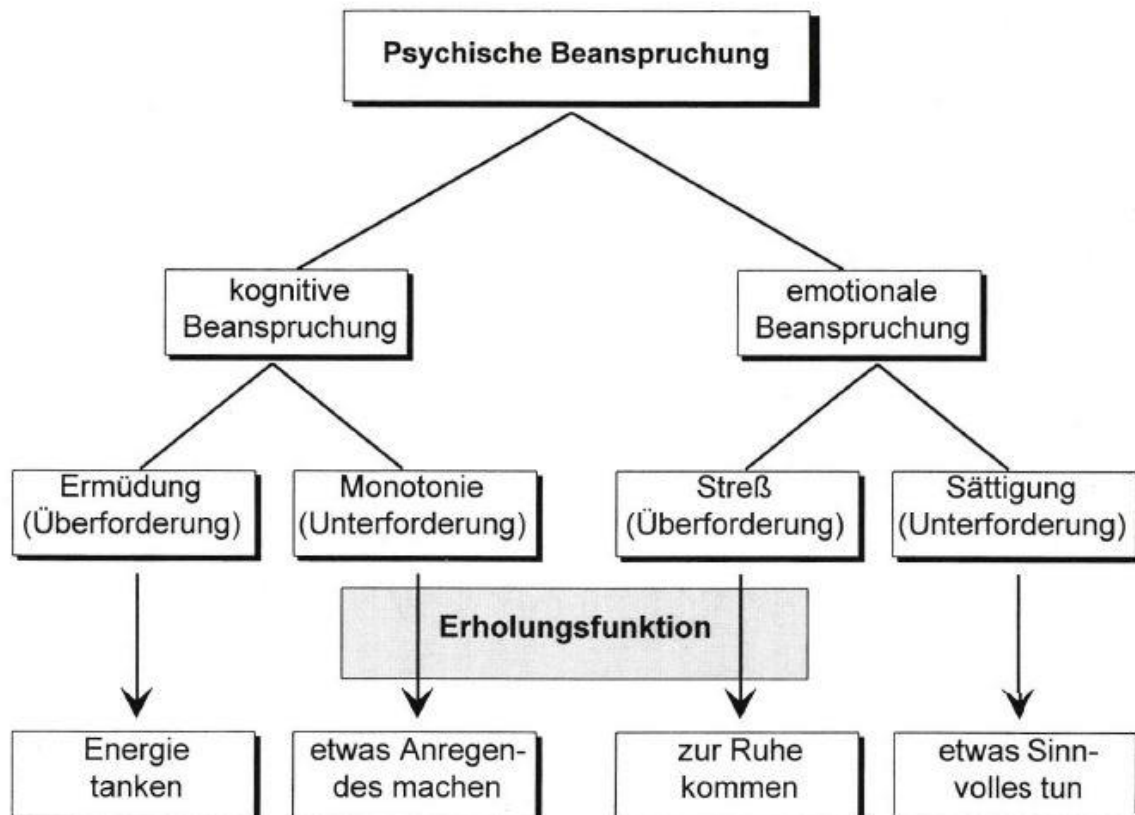 Psychische Beanspruchung
kognitive
Beanspruchung
emotionale
Beanspruchung
Ermüdung
(Überforderung)
Monotonie
(Unterforderung)
Streß
(Überforderung)
Sättigung
(Unterforderung)
Erholungsfunktion
Energie
tanken
etwas Anregen-
des machen
zur Ruhe
kommen
etwas Sinn-
volles tun